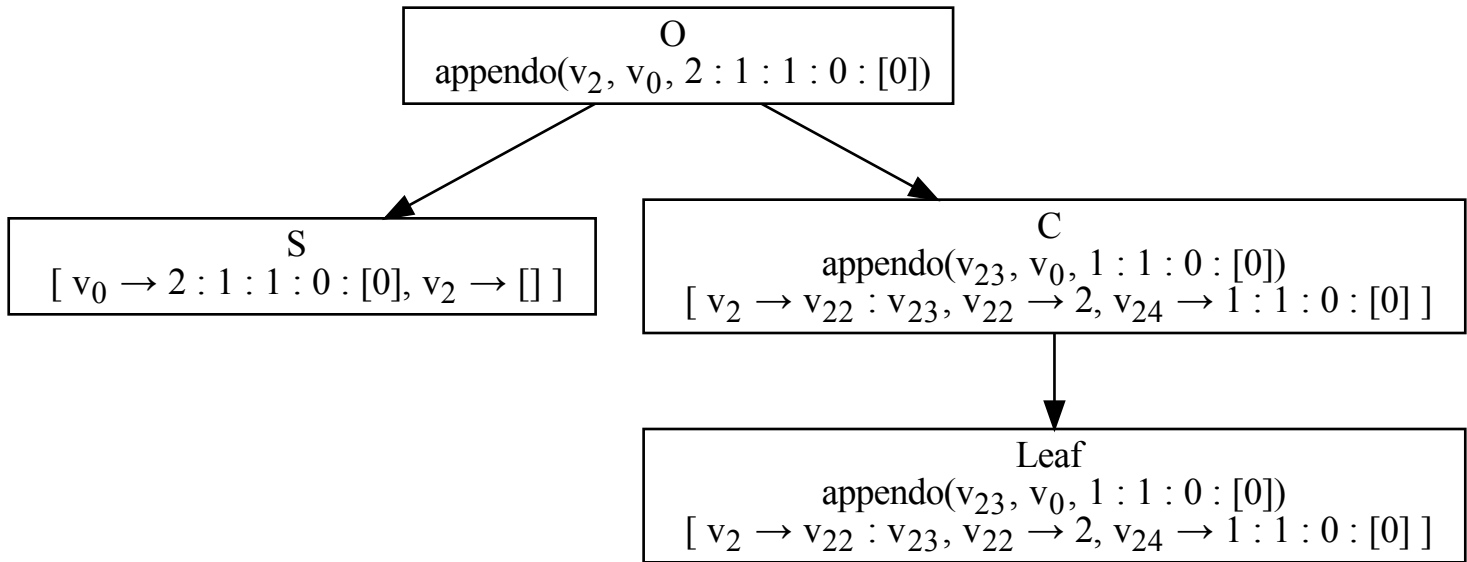 O
appendo(v₂, v₀, 2 : 1 : 1 : 0 : [0])
S
[ v₀ → 2 : 1 : 1 : 0 : [0], v₂ → [] ]
C
appendo(v₂₃, v₀, 1 : 1 : 0 : [0])
[ v₂ → v₂₂ : v₂₃, v₂₂ → 2, v₂₄ → 1 : 1 : 0 : [0] ]
Leaf
appendo(v₂₃, v₀, 1 : 1 : 0 : [0])
[ v₂ → v₂₂ : v₂₃, v₂₂ → 2, v₂₄ → 1 : 1 : 0 : [0] ]